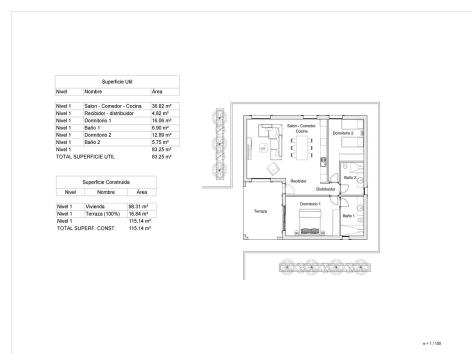 Superficie Util
Nivel Nombre Area
Nivel 1 Salon - Comedor - Cocina 36.82 m²
Nivel 1 Recibidor - distribuidor 4.82 m²
Nivel 1 Dormitorio 1 16.06 m²
Nivel 1 Baño 1 6.90 m²
Nivel 1 Dormitorio 2 12.89 m²
Nivel 1 Baño 2 5.75 m²
Nivel 1 83.25 m²
TOTAL SUPERFICIE UTIL 83.25 m²
Superficie Construida
Nivel Nombre Area
Nivel 1 Vivienda 98.31 m²
Nivel 1 Terraza (100%) 16.84 m²
Nivel 1 115.14 m²
TOTAL SUPERF. CONST. 115.14 m²
Salon - Comedor
Cocina
Dormitorio 2
Recibidor
Baño 2
Distribuidor
Terraza
Dormitorio 1
Baño 1
e = 1 / 100